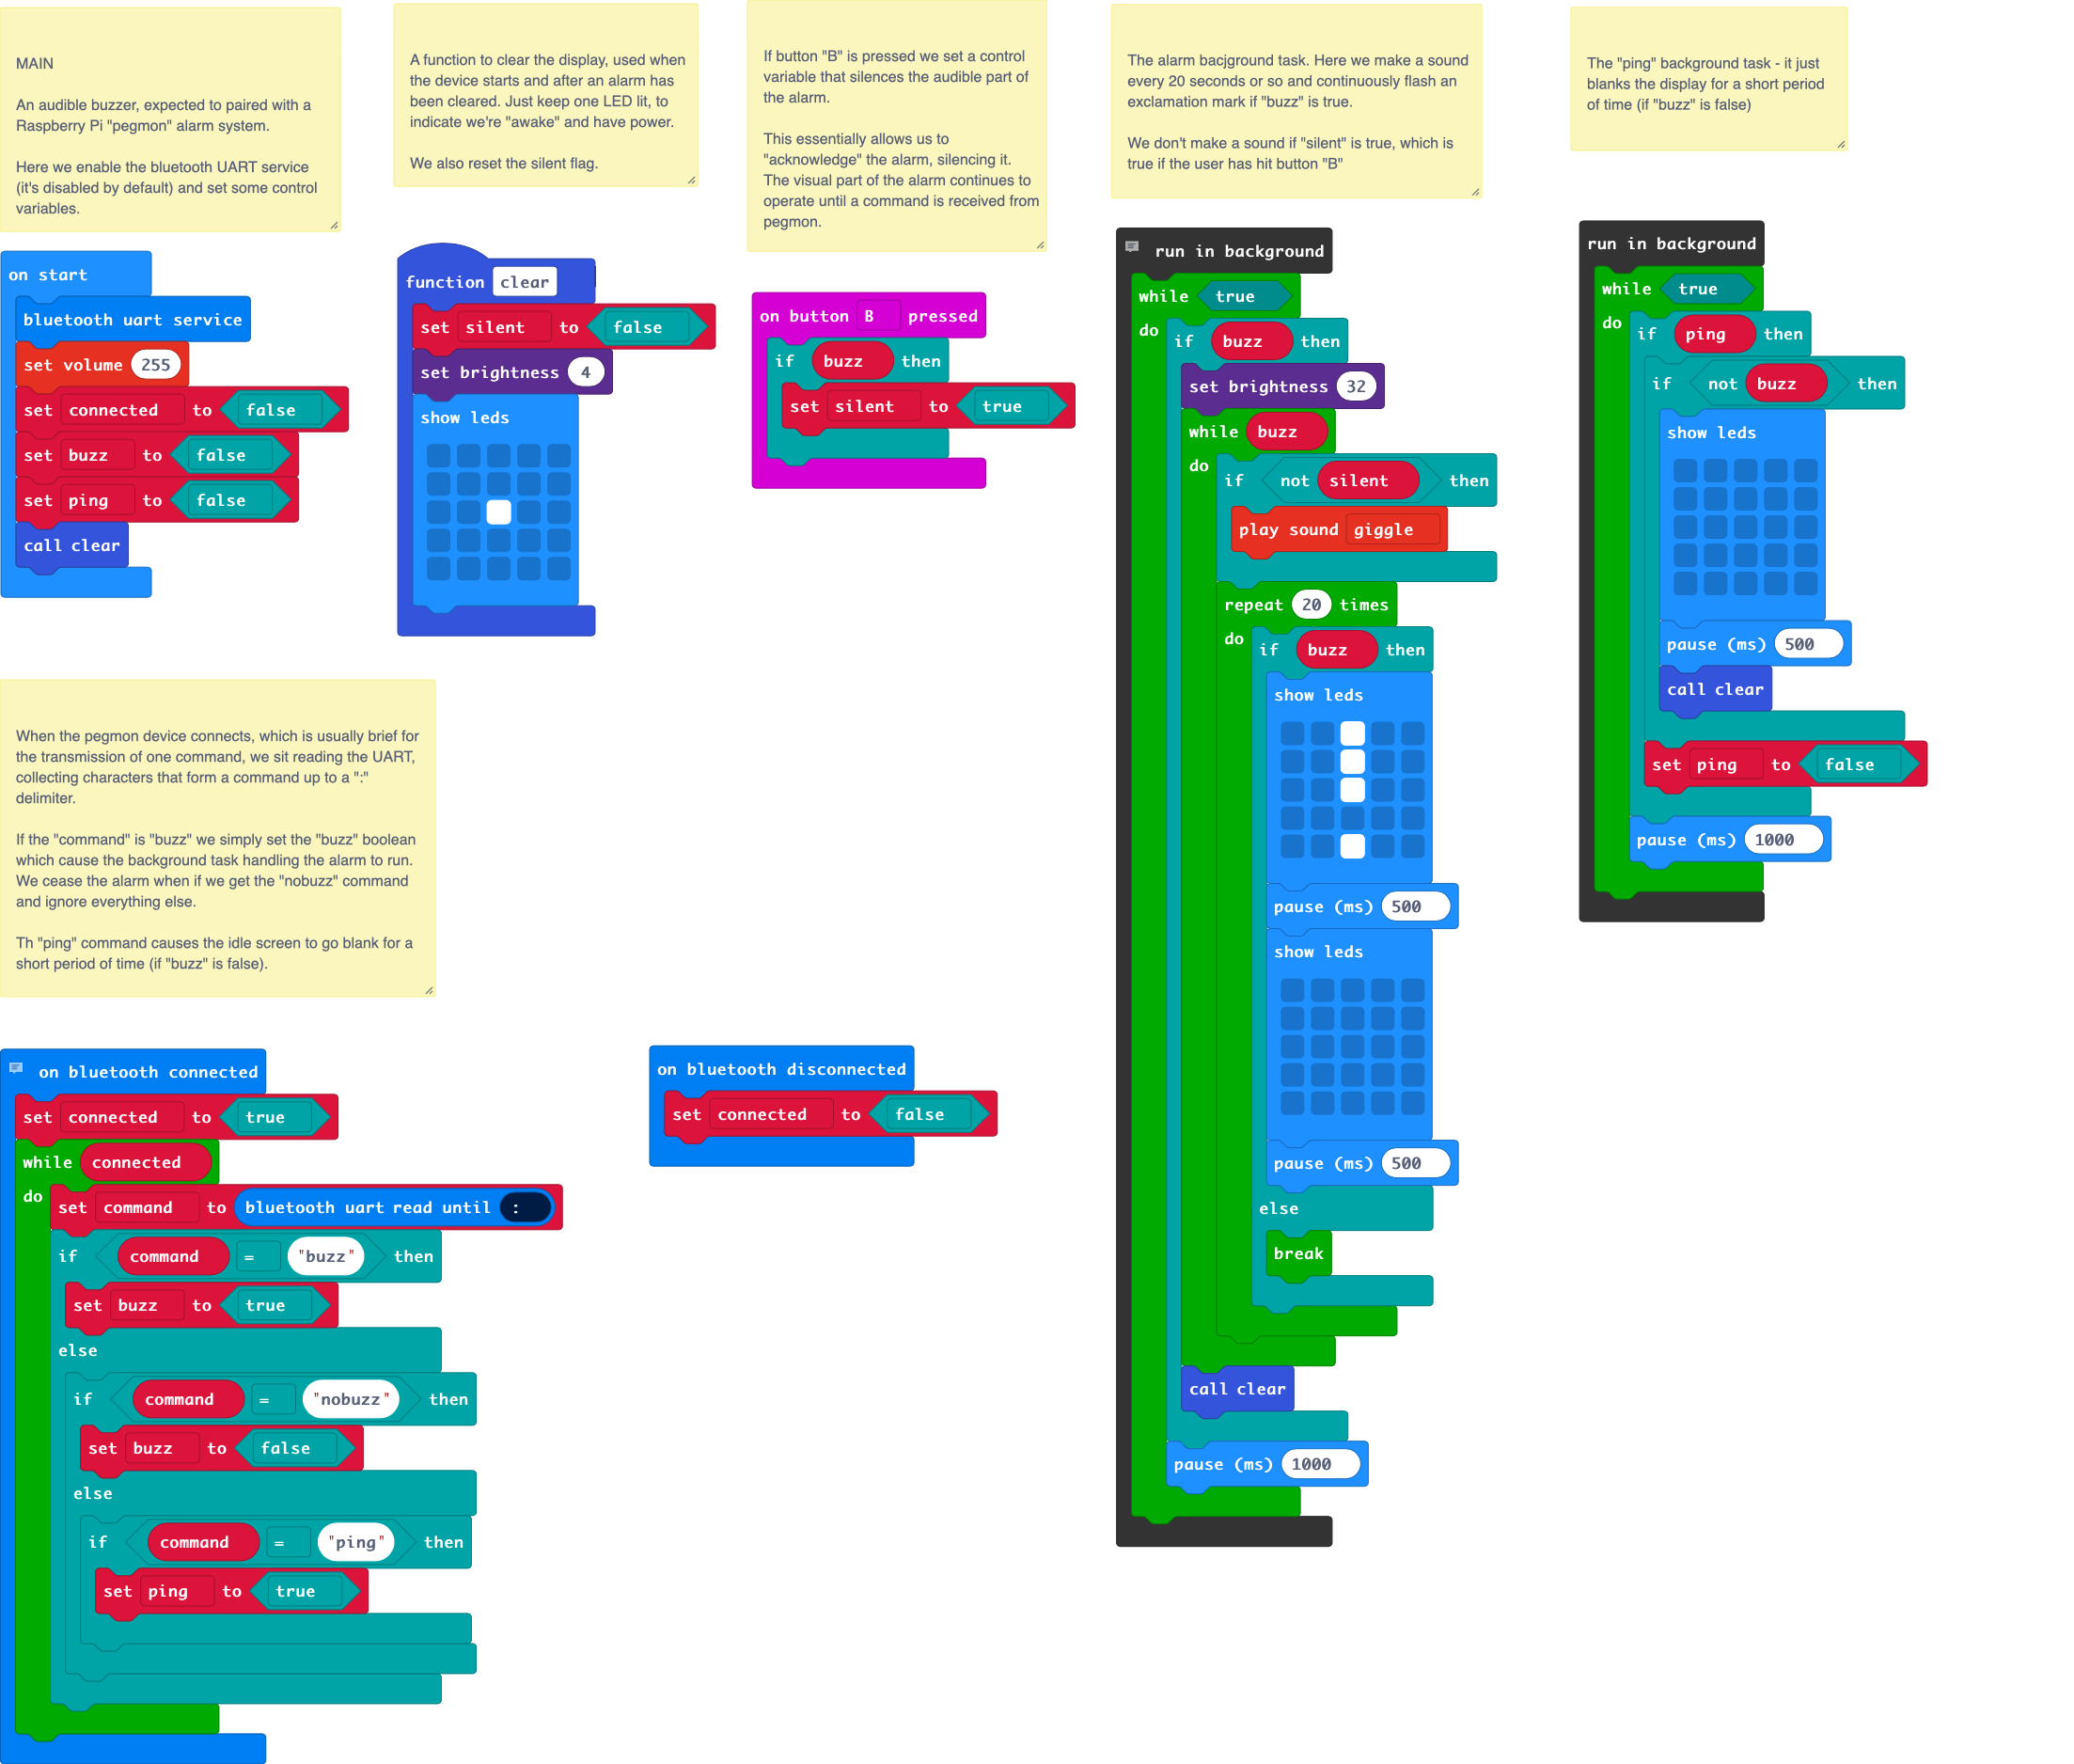 MAIN
An audible buzzer, expected to paired with a
Raspberry Pi "pegmon" alarm system.
Here we enable the bluetooth UART service
(it's disabled by default) and set some control
variables.
on start
bluetooth uart service
set volume 255
set connected to false
set buzz to false
set ping to false
call clear
A function to clear the display, used when
the device starts and after an alarm has
been cleared. Just keep one LED lit, to
indicate we're "awake" and have power.
We also reset the silent flag.
function clear
set silent to false
set brightness 4
show leds
If button "B" is pressed we set a control
variable that silences the audible part of
the alarm.
This essentially allows us to
"acknowledge" the alarm, silencing it.
The visual part of the alarm continues to
operate until a command is received from
pegmon.
on button B pressed
if buzz then
set silent to true
The alarm bacjground task. Here we make a sound
every 20 seconds or so and continuously flash an
exclamation mark if "buzz" is true.
We don't make a sound if "silent" is true, which is
true if the user has hit button "B"
run in background
while true
do if buzz then
set brightness 32
while buzz
do if not silent then
play sound giggle
repeat 20 times
do if buzz then
show leds
pause (ms) 500
show leds
pause (ms) 500
else
break
call clear
pause (ms) 1000
The "ping" background task - it just
blanks the display for a short period
of time (if "buzz" is false)
run in background
while true
do if ping then
if not buzz then
show leds
pause (ms) 500
call clear
set ping to false
pause (ms) 1000
When the pegmon device connects, which is usually brief for
the transmission of one command, we sit reading the UART,
collecting characters that form a command up to a ":"
delimiter.
If the "command" is "buzz" we simply set the "buzz" boolean
which cause the background task handling the alarm to run.
We cease the alarm when if we get the "nobuzz" command
and ignore everything else.
Th "ping" command causes the idle screen to go blank for a
short period of time (if "buzz" is false).
on bluetooth connected
set connected to true
while connected
do set command to bluetooth uart read until :
if command = "buzz" then
set buzz to true
else
if command = "nobuzz" then
set buzz to false
else
if command = "ping" then
set ping to true
on bluetooth disconnected
set connected to false